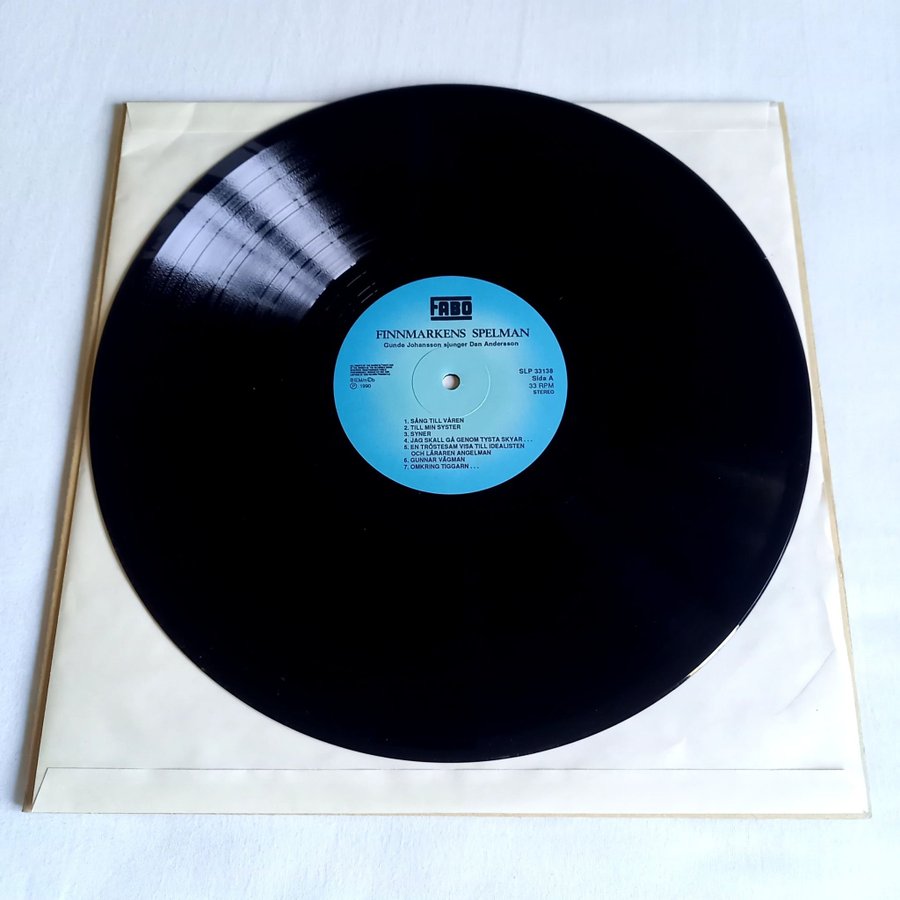 FABO
FINNMARKENS SPELMAN
Gunde Johansson sjunger Dan Andersson
SLP 33138
Sida A
33 RPM
STEREO
Ⓟ 1990
1. SÅNG TILL VÅREN
2. TILL MIN SYSTER
3. SYNER
4. JAG SKALL GÅ GENOM TYSTA SKYAR . . .
5. EN TRÖSTESAM VISA TILL IDEALISTEN
OCH LÄRAREN ANGELMAN
6. GUNNAR VÄGMAN
7. OMKRING TIGGARN . . .